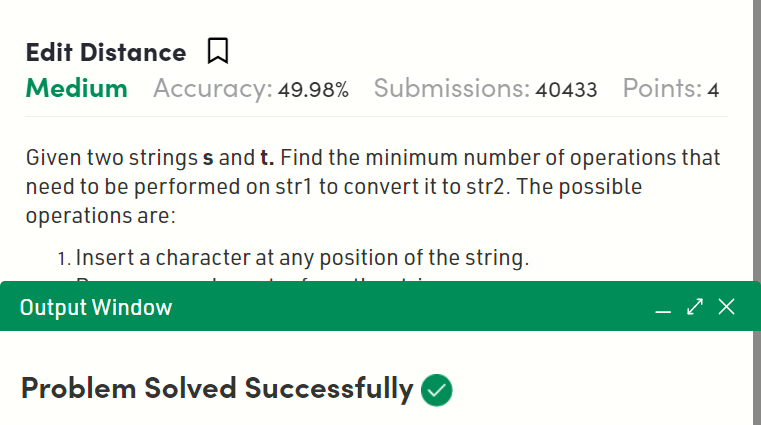 Edit Distance
Medium Accuracy: 49.98% Submissions: 40433 Points: 4
Given two strings s and t. Find the minimum number of operations that
need to be performed on str1 to convert it to str2. The possible
operations are:
1. Insert a character at any position of the string.
Output Window
Problem Solved Successfully